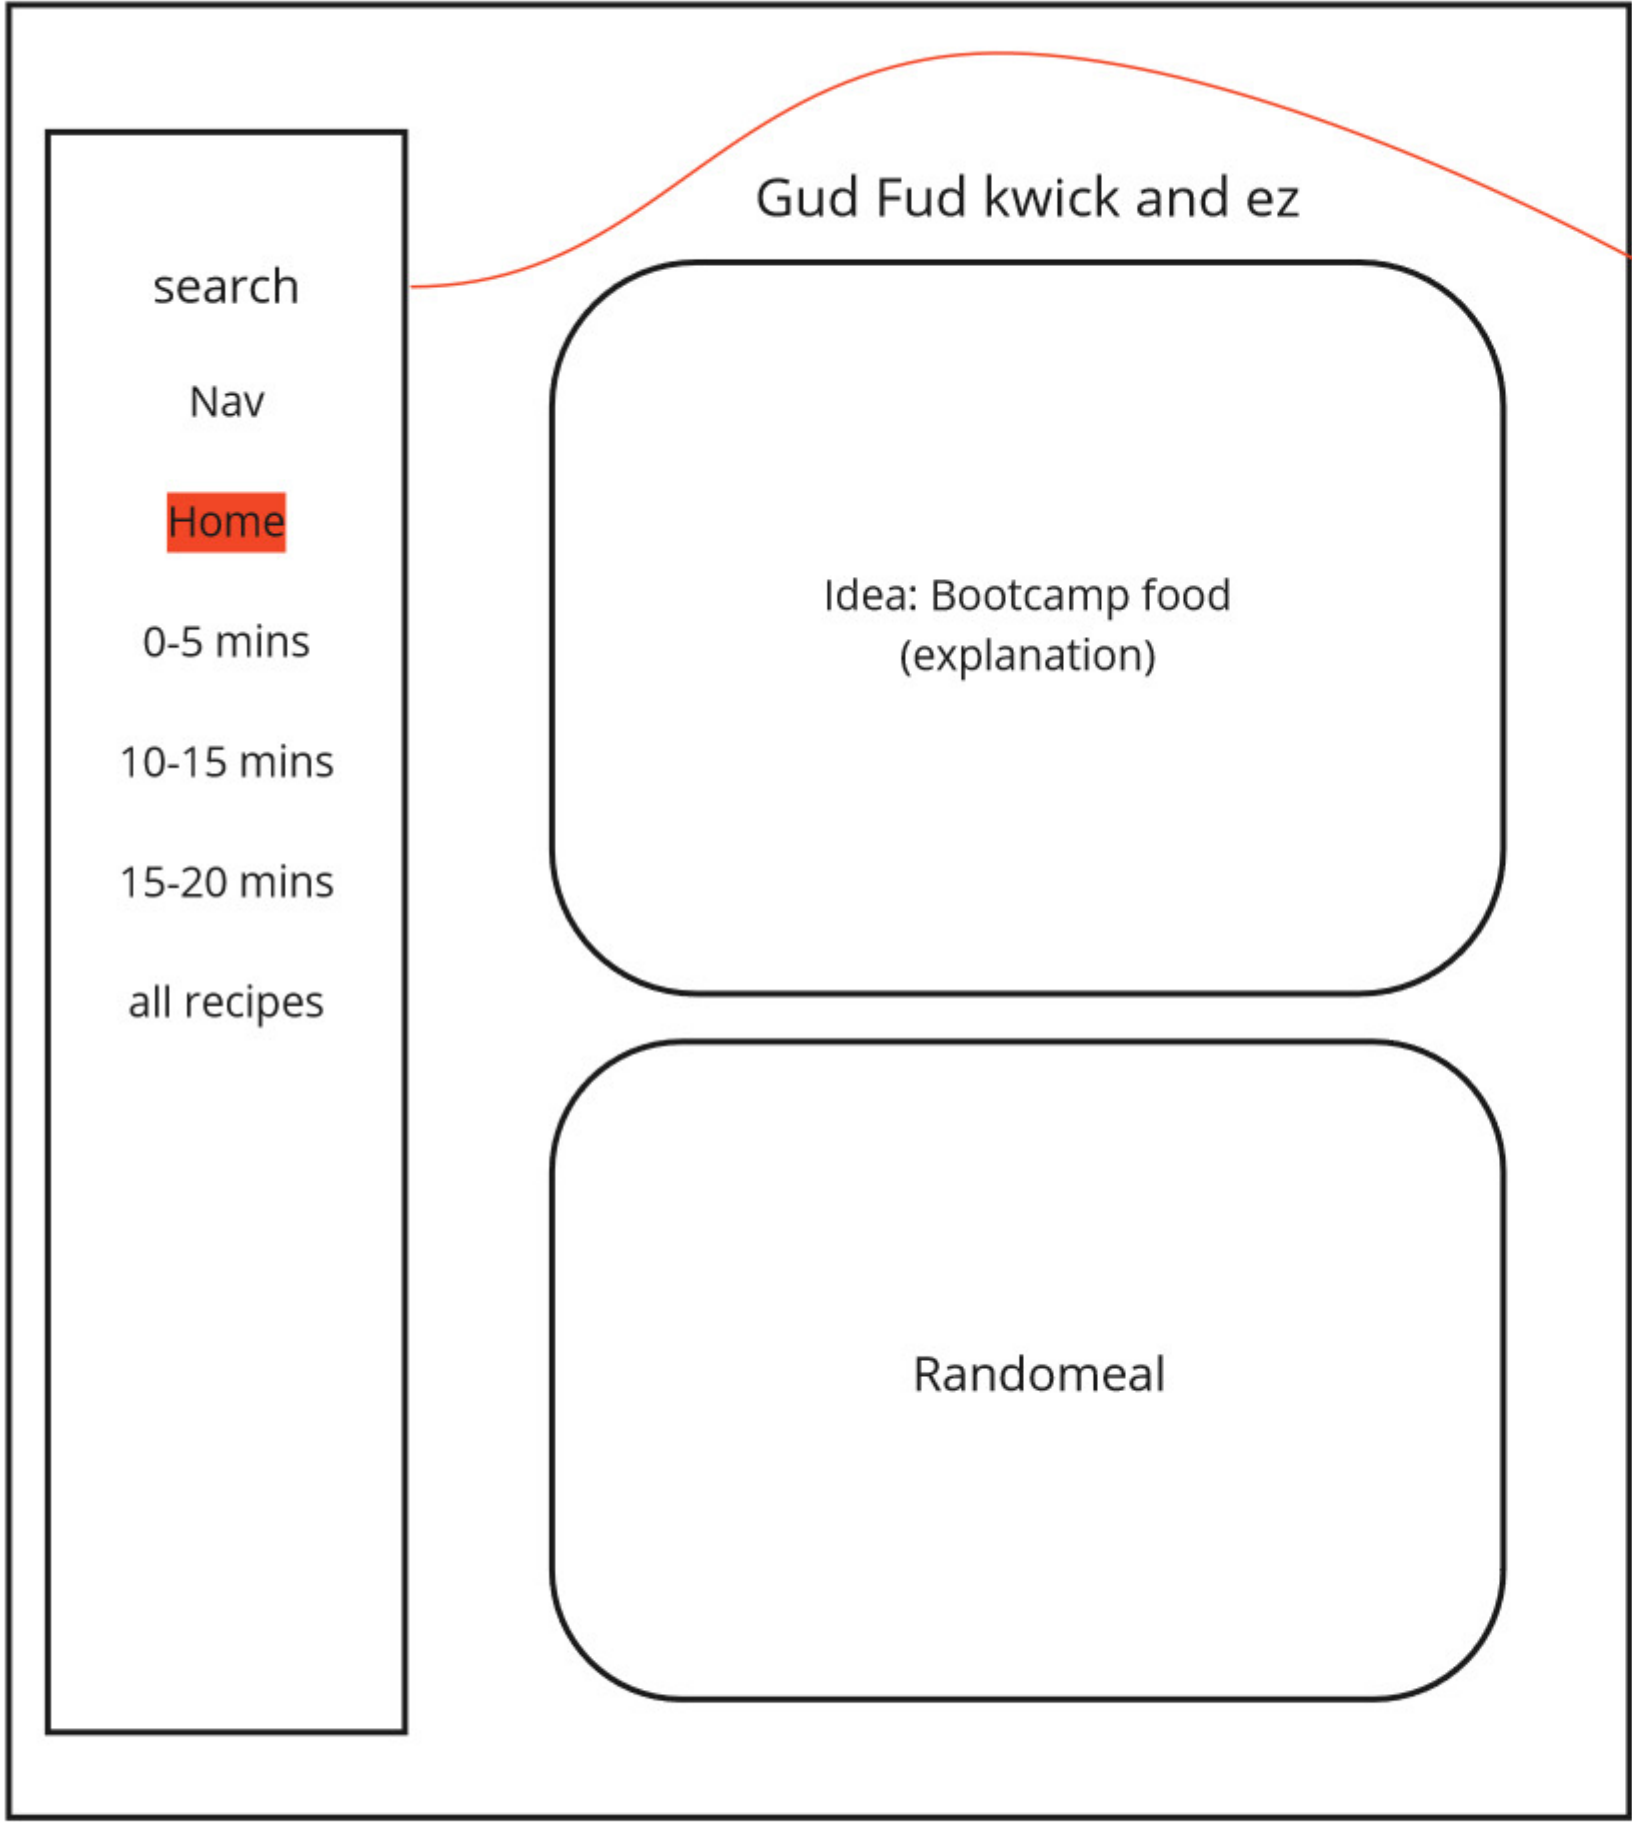 Gud Fud kwick and ez
search
Nav
Home
0-5 mins
10-15 mins
15-20 mins
all recipes
Idea: Bootcamp food
(explanation)
Randomeal